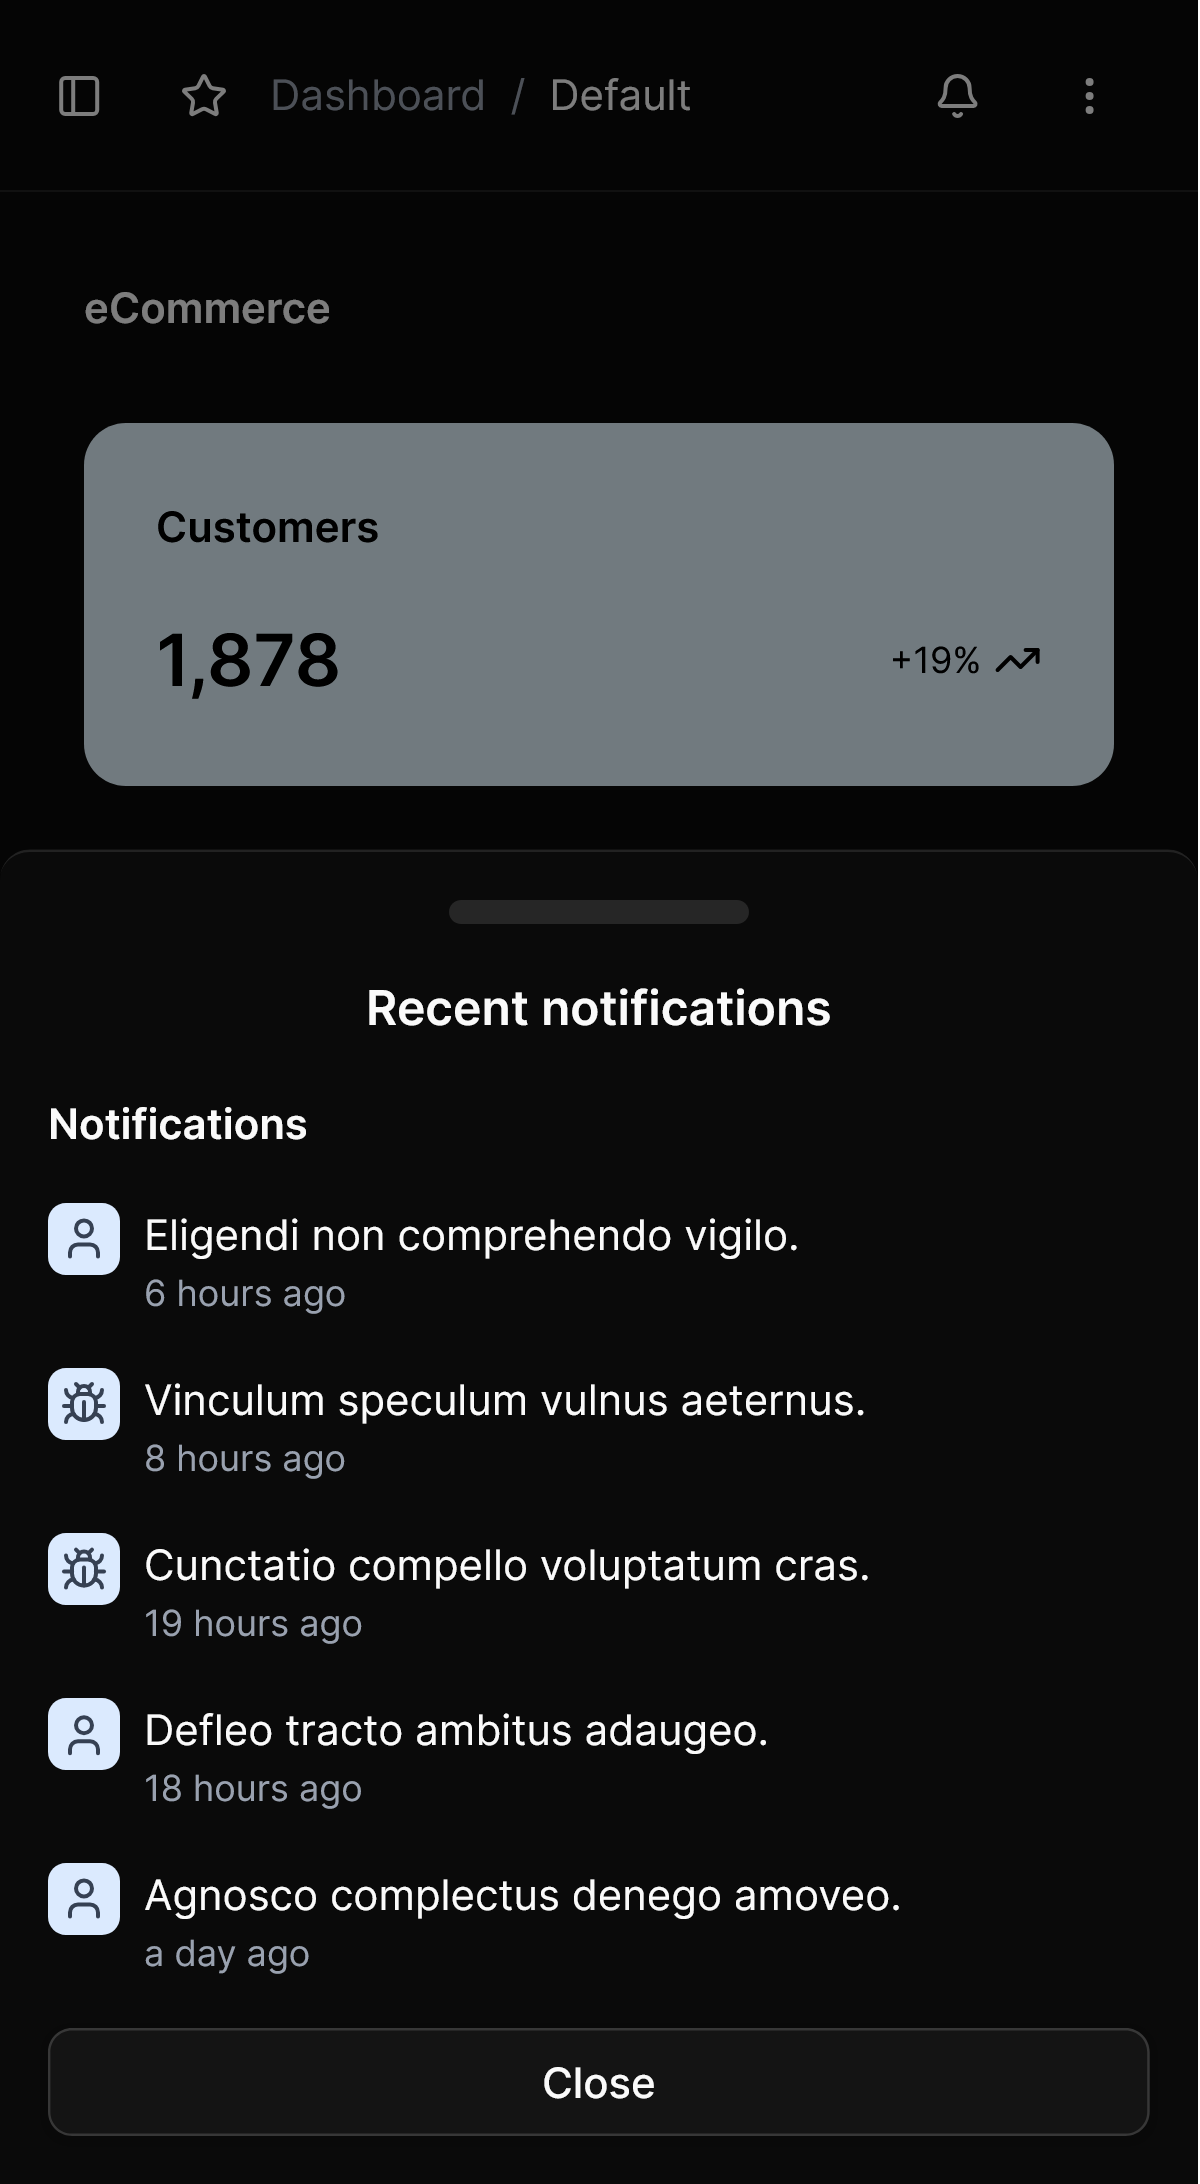 Dashboard / Default
eCommerce
Customers
1,878
+19%
Recent notifications
Notifications
Eligendi non comprehendo vigilo.
6 hours ago
Vinculum speculum vulnus aeternus.
8 hours ago
Cunctatio compello voluptatum cras.
19 hours ago
Defleo tracto ambitus adaugeo.
18 hours ago
Agnosco complectus denego amoveo.
a day ago
Close